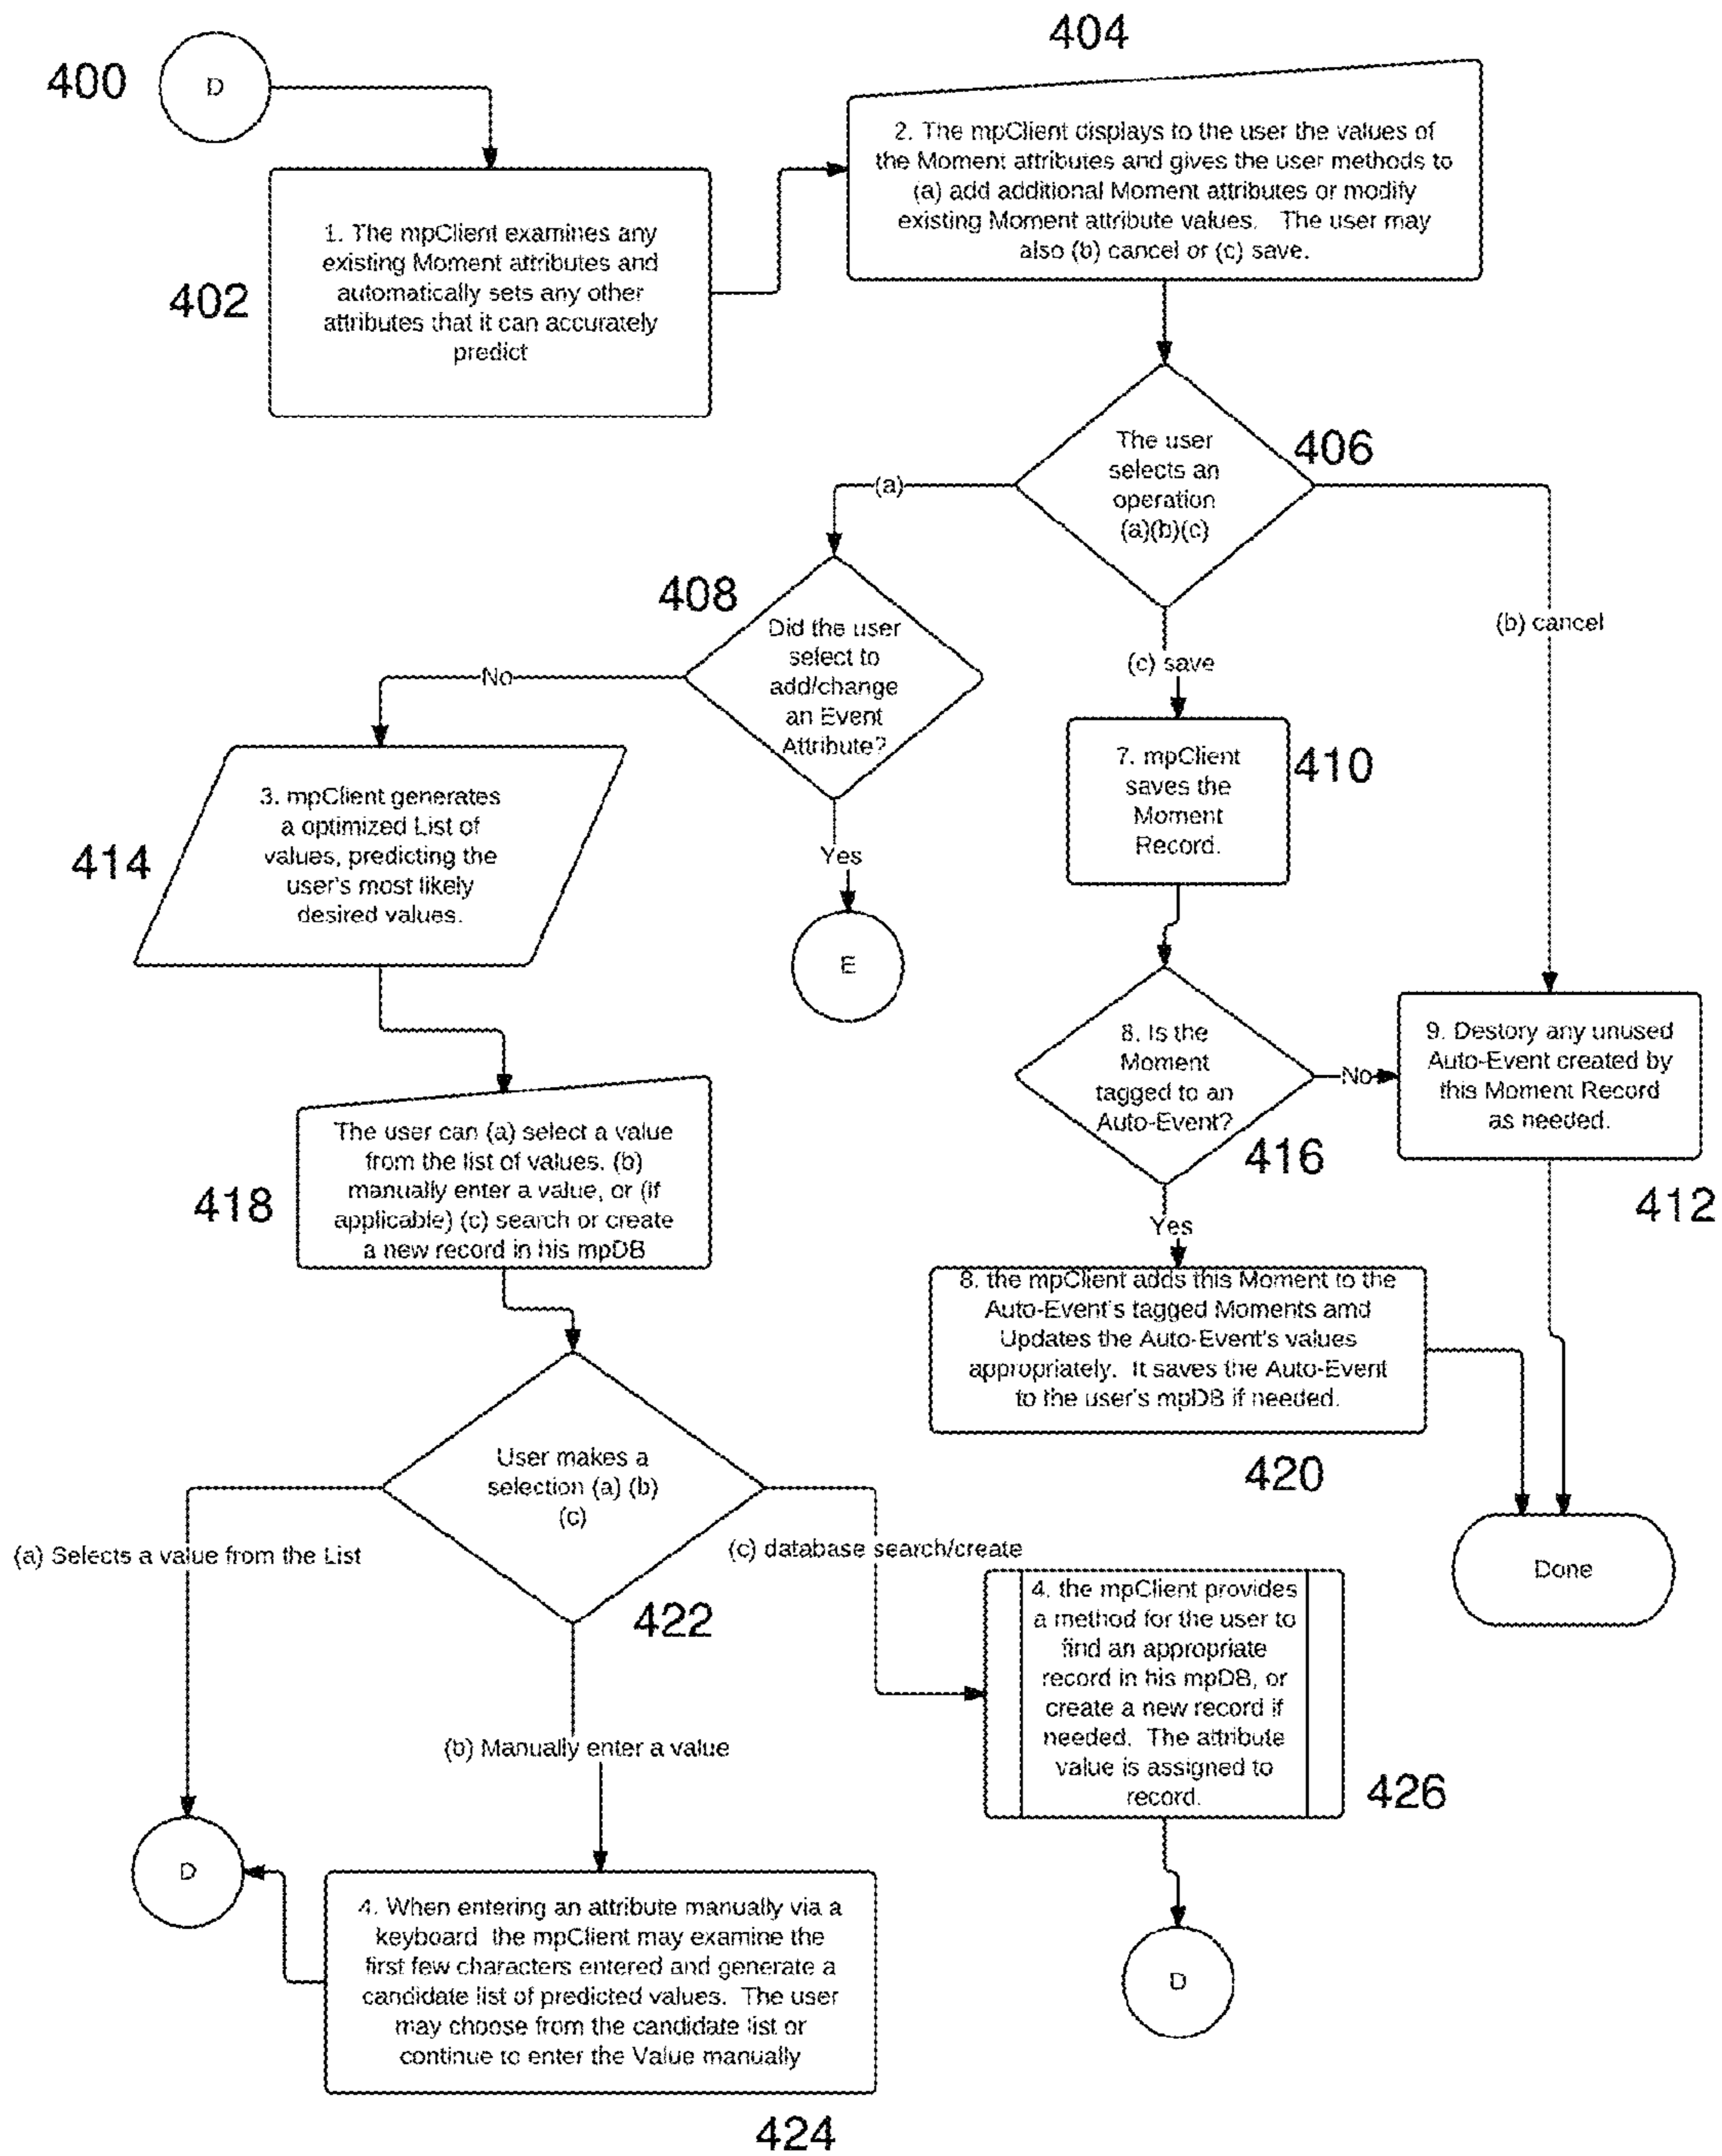 404
400
D
2. The mpClient displays to the user the values of
the Moment attributes and gives the user methods to
(a) add additional Moment attributes or modify
existing Moment attribute values. The user may
also (b) cancel or (c) save.
1. The mpClient examines any
existing Moment attributes and
automatically sets any other
attributes that it can accurately
predict
402
The user
selects an
operation
(a)(b)(c)
406
(a)
408
Did the user
select to
add/change
an Event
Attribute?
(b) cancel
(c) save
No
7. mpClient
saves the
Moment
Record.
410
3. mpClient generates
a optimized List of
values, predicting the
user's most likely
desired values.
414
Yes
E
8. Is the
Moment
tagged to an
Auto-Event?
No
9. Destory any unused
Auto-Event created by
this Moment Record
as needed.
416
412
The user can (a) select a value
from the list of values, (b)
manually enter a value, or (if
applicable) (c) search or create
a new record in his mpDB
418
Yes
8. the mpClient adds this Moment to the
Auto-Event's tagged Moments amd
Updates the Auto-Event's values
appropriately. It saves the Auto-Event
to the user's mpDB if needed.
420
User makes a
selection (a) (b)
(c)
(a) Selects a value from the List
(c) database search/create
Done
422
4. the mpClient provides
a method for the user to
find an appropriate
record in his mpDB, or
create a new record if
needed. The attribute
value is assigned to
record.
426
(b) Manually enter a value
D
4. When entering an attribute manually via a
keyboard the mpClient may examine the
first few characters entered and generate a
candidate list of predicted values. The user
may choose from the candidate list or
continue to enter the Value manually
D
424